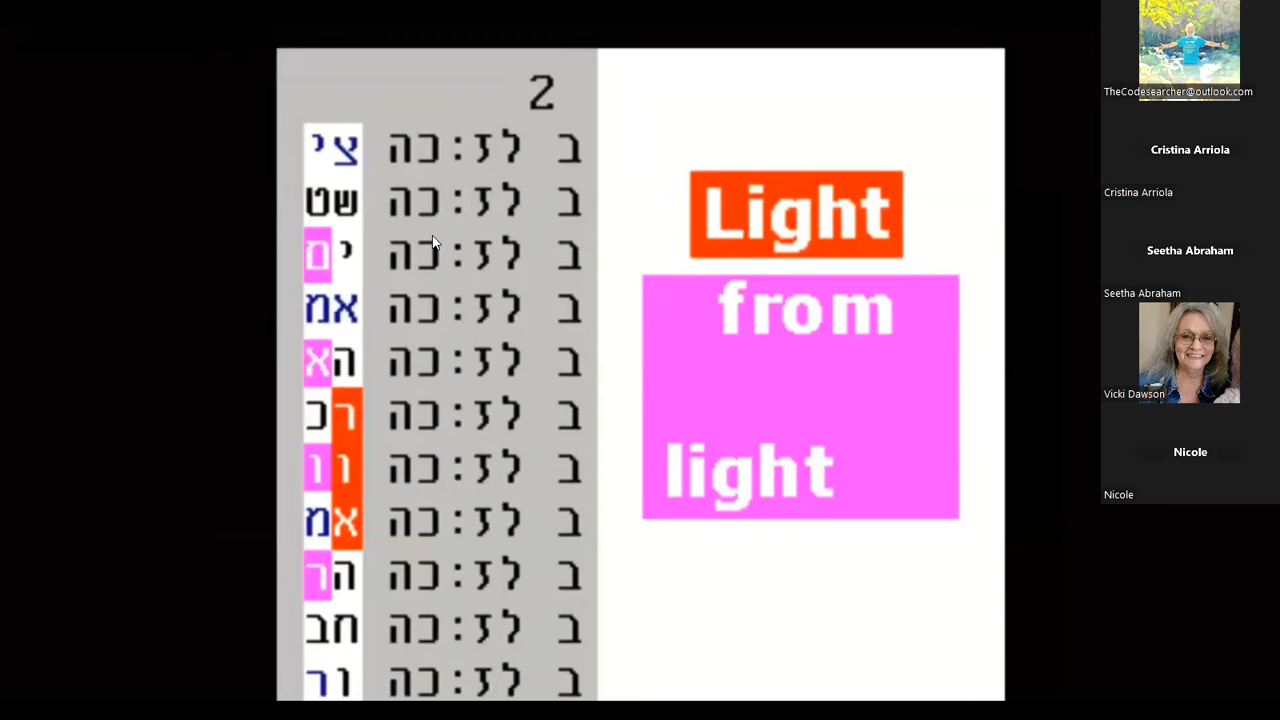 2
ב לז:כה צי
ב לז:כה שט
ב לז:כה ים
ב לז:כה אמ
ב לז:כה הא
ב לז:כה רכ
ב לז:כה וו
ב לז:כה אמ
ב לז:כה הר
ב לז:כה חב
ב לז:כה ור
Light
from
light
TheCodesearcher@outlook.com
Cristina Arriola
Cristina Arriola
Seetha Abraham
Seetha Abraham
Vicki Dawson
Nicole
Nicole